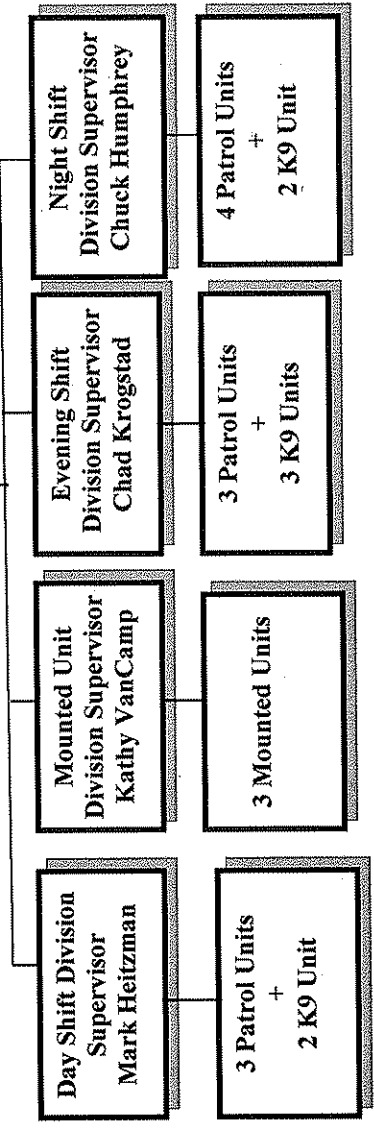 Day Shift Division
Supervisor
Mark Heitzman
3 Patrol Units
+
2 K9 Unit
Mounted Unit
Division Supervisor
Kathy VanCamp
3 Mounted Units
Evening Shift
Division Supervisor
Chad Krogstad
3 Patrol Units
+
3 K9 Units
Night Shift
Division Supervisor
Chuck Humphrey
4 Patrol Units
+
2 K9 Unit